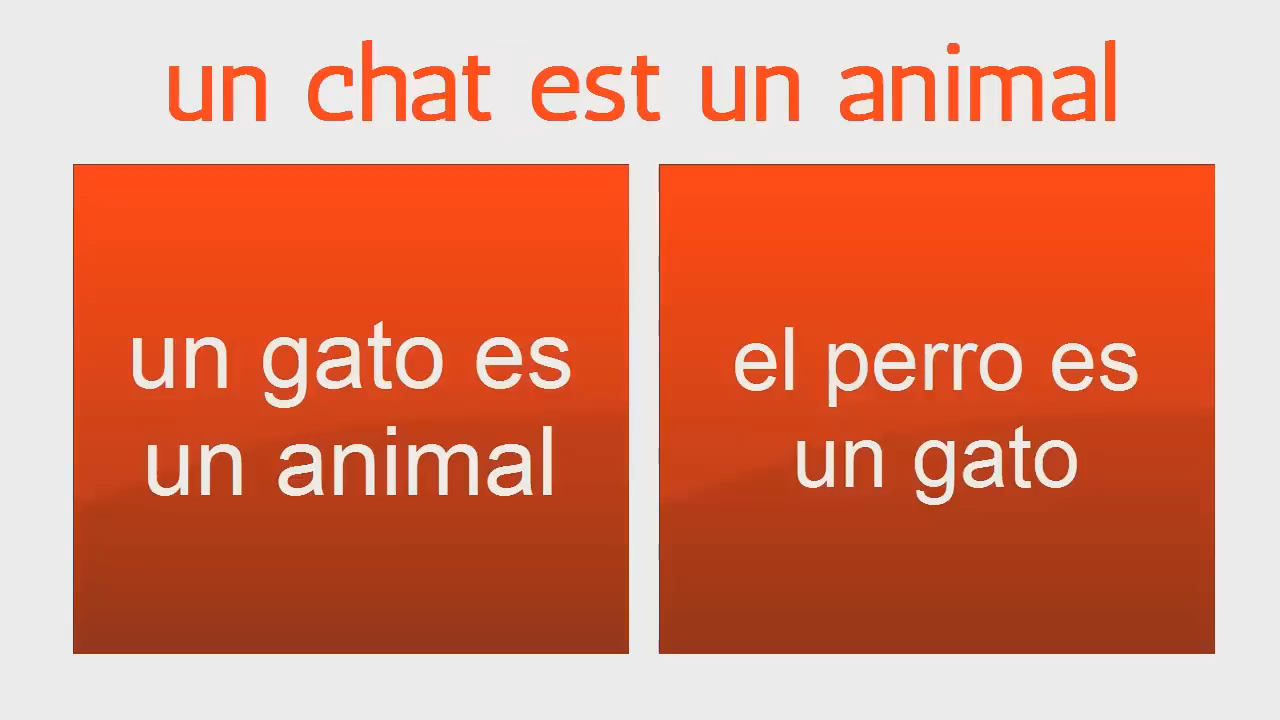 un chat est un animal
un gato es
un animal
el perro es
un gato